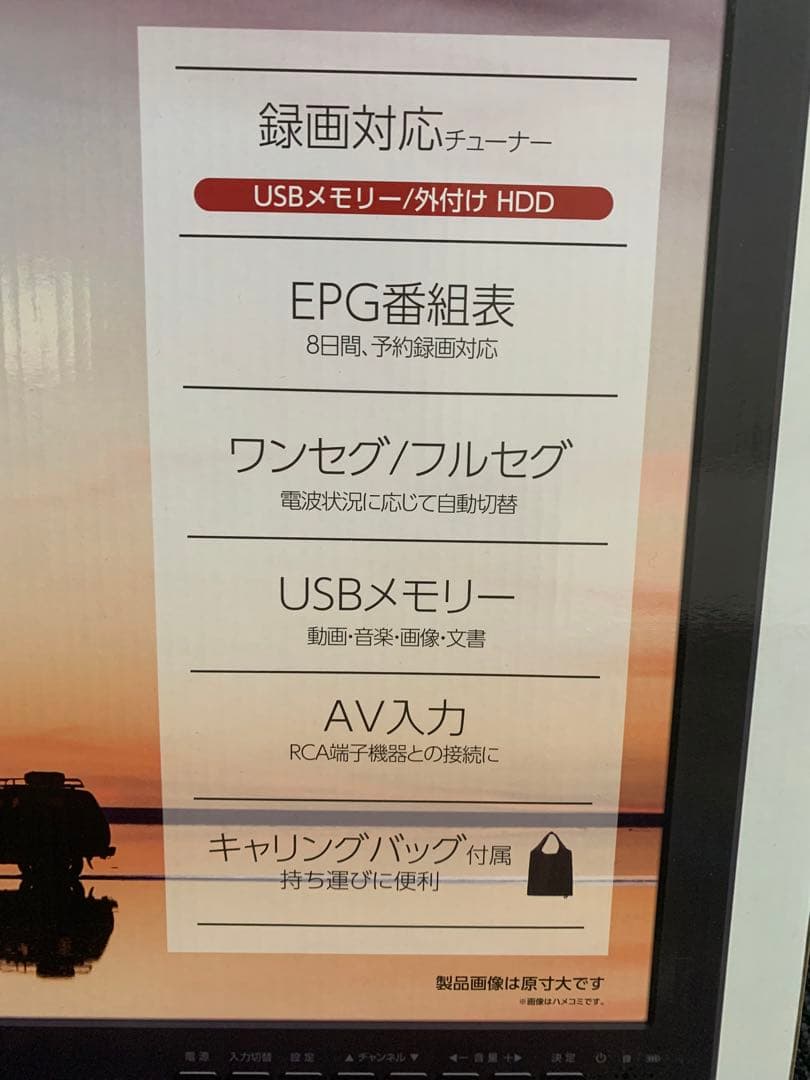 録画対応チューナー
USBメモリー/外付け HDD
EPG番組表
8日間、予約録画対応
ワンセグ/フルセグ
電波状況に応じて自動切替
USBメモリー
動画・音楽・画像・文書
AV入力
RCA端子機器との接続に
キャリングバッグ付属
持ち運びに便利
製品画像は原寸大です
※画像はハメコミです。
電源 入力切替 設定 ▲チャンネル▼ ◀ー 音量 +▶ 決定